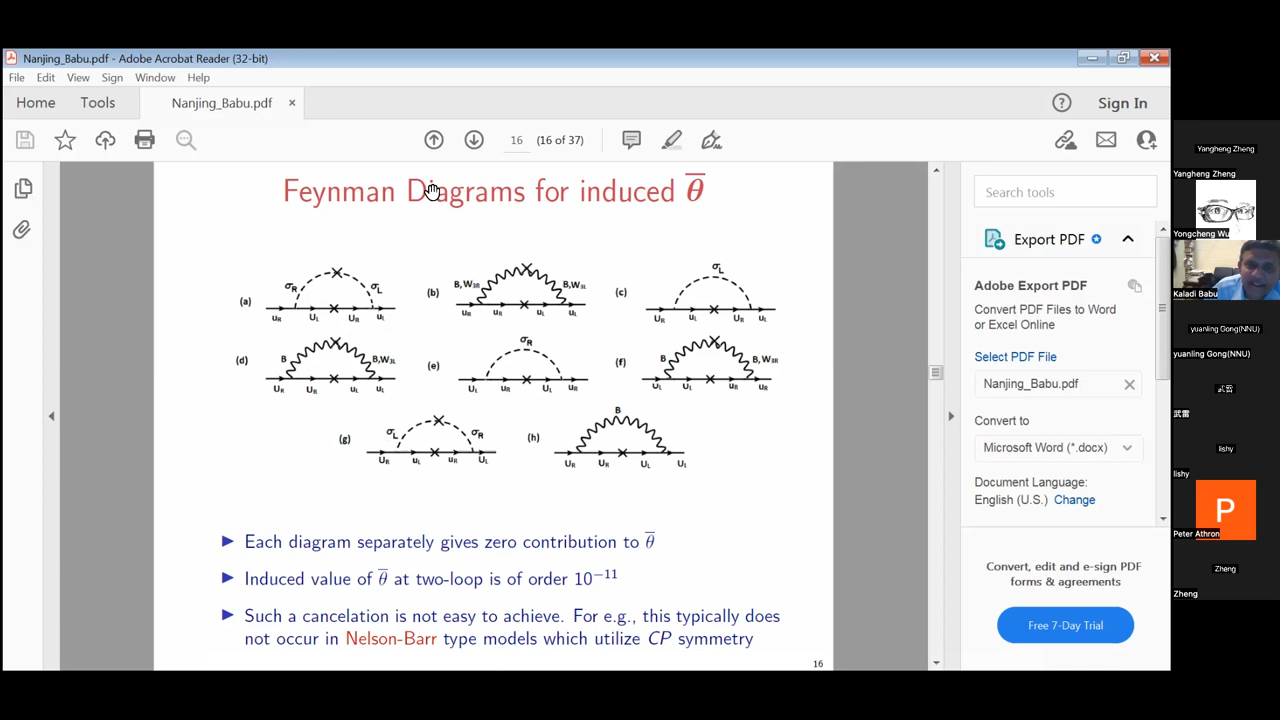 Nanjing_Babu.pdf - Adobe Acrobat Reader (32-bit)
File Edit View Sign Window Help
Home Tools Nanjing_Babu.pdf × Sign In
16 (16 of 37)
Feynman Diagrams for induced θ̅
(a) σR σL uR UL UR uL
(b) B,W3R B,W3L uR uR uL uL
(c) σL UR uL uR uL
(d) B B,W3L UR UR uL uL
(e) σR UL uR UL uR
(f) B B,W3R UL UL uR uR
(g) σL σR UR uL uR UL
(h) B UR UR UL UL
▶ Each diagram separately gives zero contribution to θ̅
▶ Induced value of θ̅ at two-loop is of order 10⁻¹¹
▶ Such a cancelation is not easy to achieve. For e.g., this typically does
not occur in Nelson-Barr type models which utilize CP symmetry
16
Search tools
Export PDF
Adobe Export PDF
Convert PDF Files to Word
or Excel Online
Select PDF File
Nanjing_Babu.pdf ×
Convert to
Microsoft Word (*.docx)
Document Language:
English (U.S.) Change
Convert, edit and e-sign PDF
forms & agreements
Free 7-Day Trial
Yangheng Zheng
Yangheng Zheng
Yongcheng Wu
Kaladi Babu
yuanling Gong(NNU)
yuanling Gong(NNU)
武雷
武雷
lishy
lishy
P
Peter Athron
Zheng
Zheng